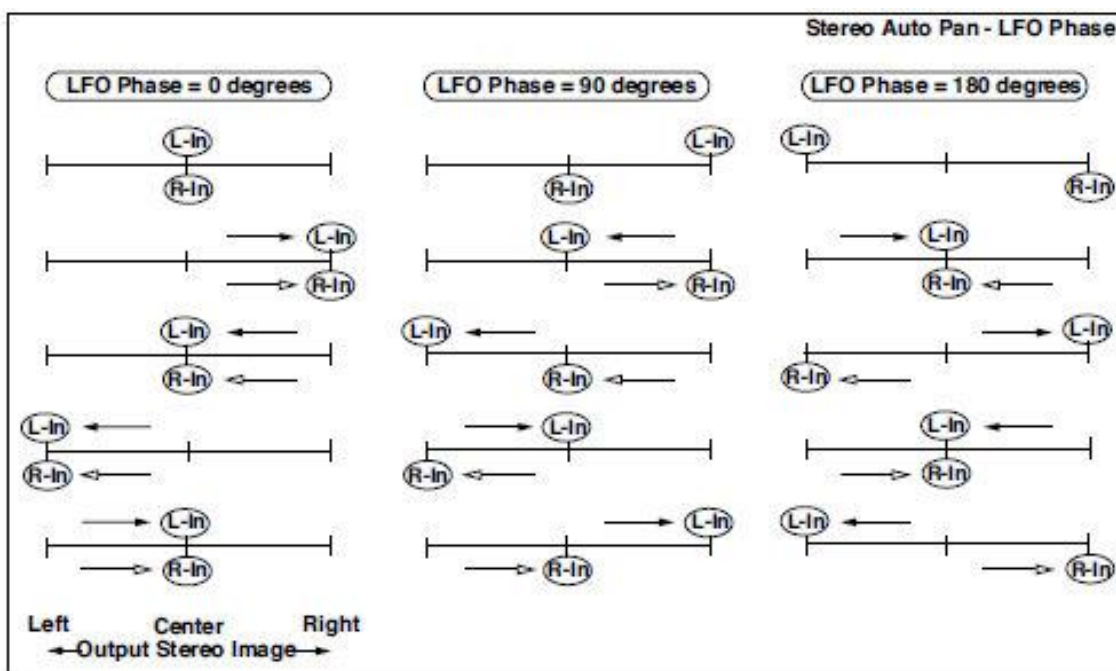 Stereo Auto Pan - LFO Phase
LFO Phase = 0 degrees LFO Phase = 90 degrees LFO Phase = 180 degrees
L-In L-In L-In
R-In R-In R-In
L-In L-In L-In
R-In R-In R-In
L-In L-In L-In
R-In R-In R-In
L-In L-In L-In
R-In R-In R-In
L-In L-In L-In
R-In R-In R-In
Left Center Right
Output Stereo Image